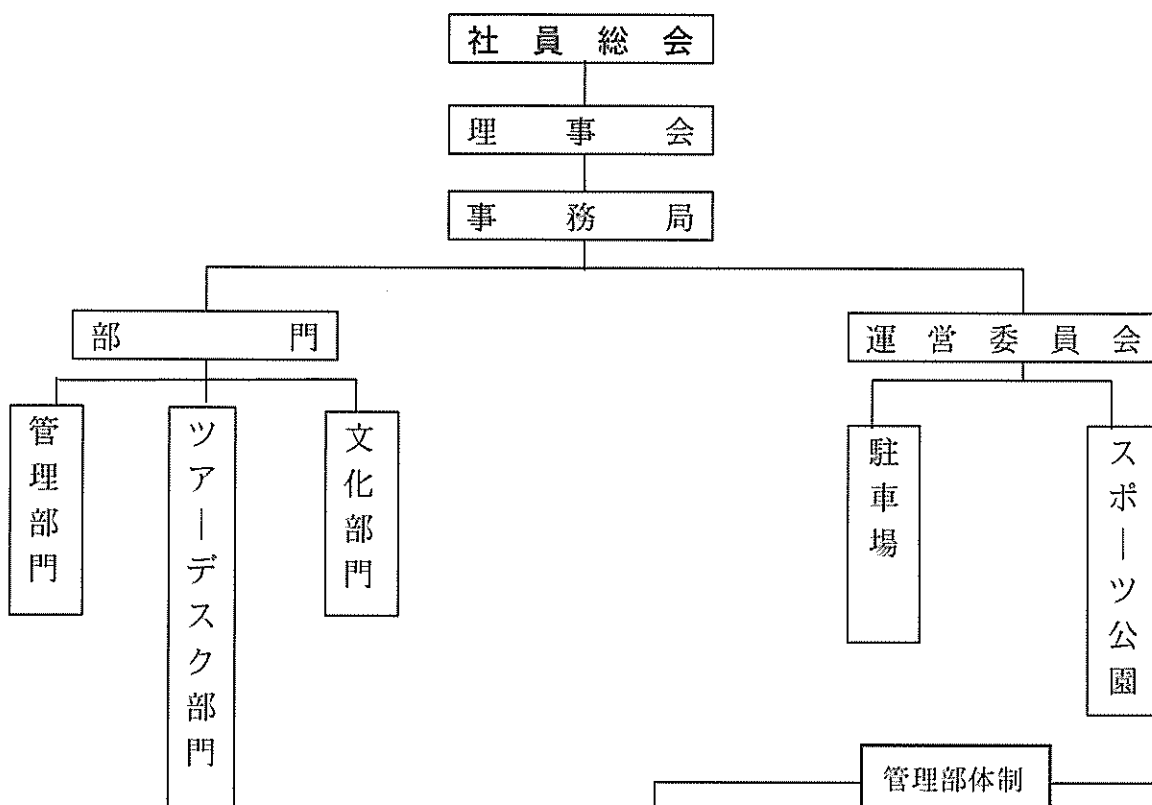 社員総会
理事会
事務局
部門
運営委員会
管理部門
ツアーデスク部門
文化部門
駐車場
スポーツ公園
管理部体制